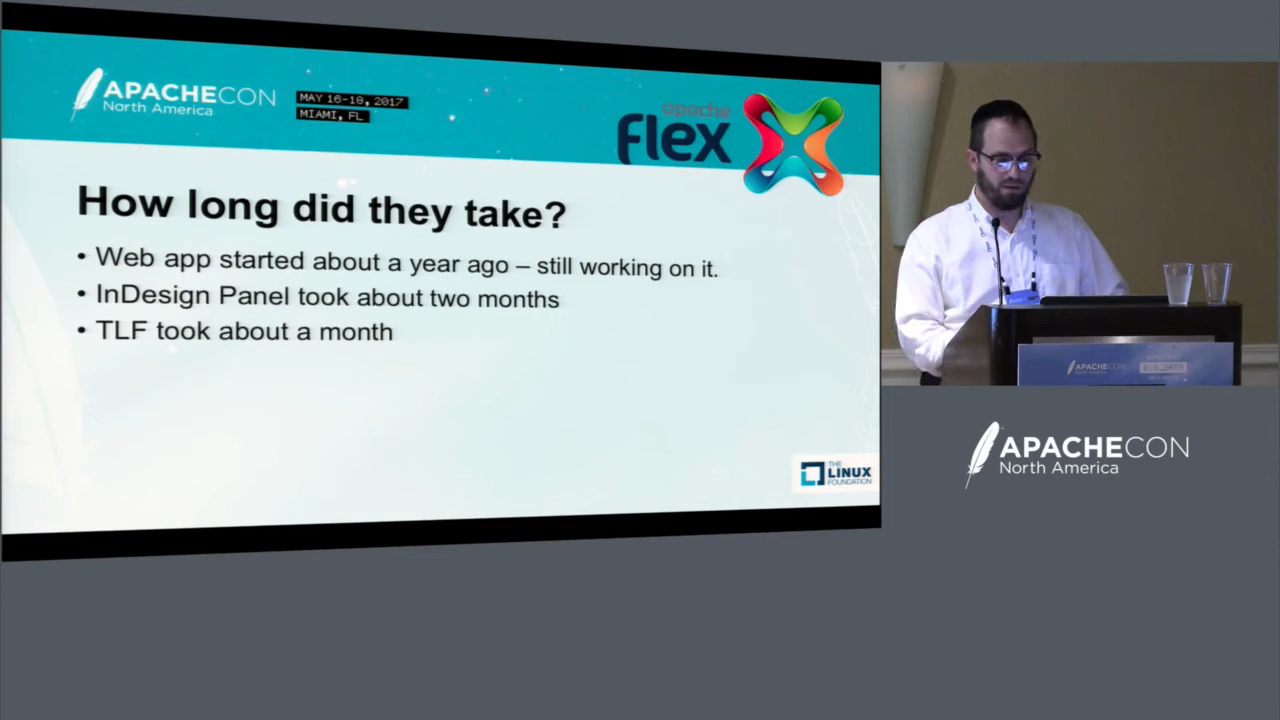 APACHECON
North America
MAY 16-18, 2017
MIAMI, FL
apache
flex
How long did they take?
• Web app started about a year ago – still working on it.
• InDesign Panel took about two months
• TLF took about a month
THE
LINUX
FOUNDATION
APACHECON
APACHECON
North America